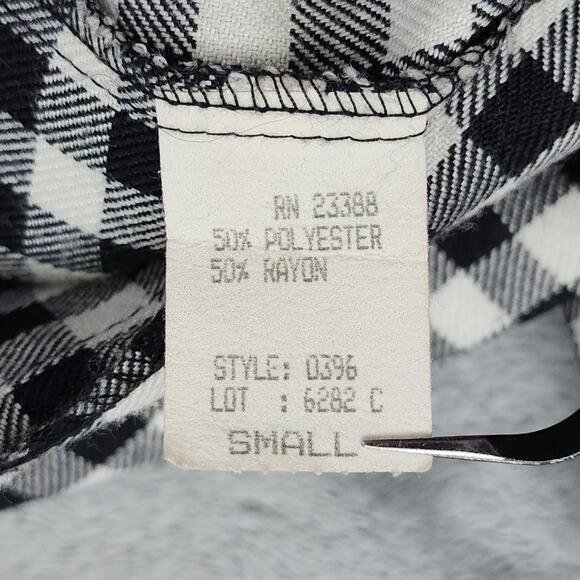 RN 23388
50% POLYESTER
50% RAYON
STYLE: 0396
LOT : 6282 C
SMALL